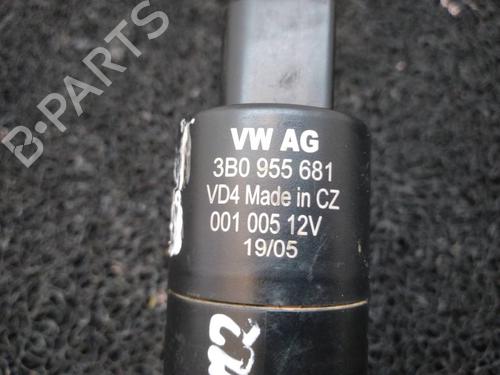 B-PARTS
VW AG
3B0 955 681
VD4 Made in CZ
001 005 12V
19/05